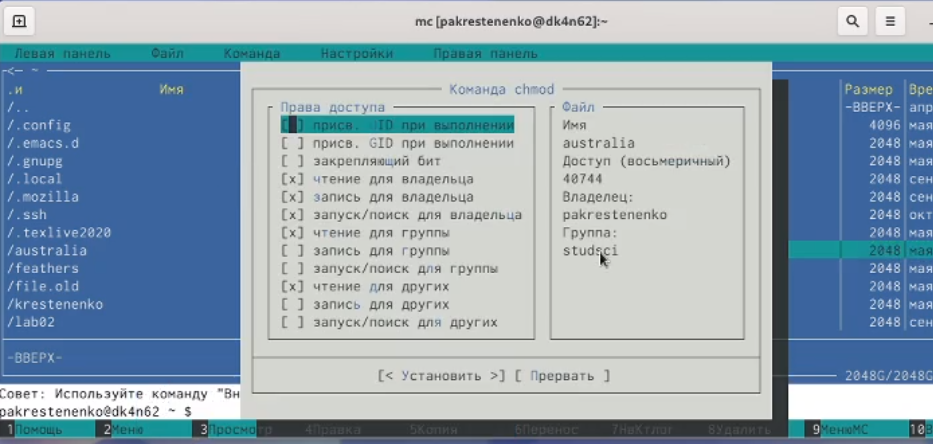 mc [pakrestenenko@dk4n62]:~
Левая панель Файл Команда Настройки Правая панель
<— ~
.и Имя Размер Вре
/.. -ВВЕРХ- апр
/.config 4096 мая
/.emacs.d 2048 мая
/.gnupg 2048 мая
/.local 2048 сен
/.mozilla 2048 сен
/.ssh 2048 окт
/.texlive2020 2048 мая
/australia 2048 мая
/feathers 2048 мая
/file.old 2048 мая
/krestenenko 2048 мая
/lab02 2048 сен
-ВВЕРХ-
2048G/2048G
Команда chmod
Права доступа
[ ] присв. UID при выполнении
[ ] присв. GID при выполнении
[ ] закрепляющий бит
[x] чтение для владельца
[x] запись для владельца
[x] запуск/поиск для владельца
[x] чтение для группы
[ ] запись для группы
[ ] запуск/поиск для группы
[x] чтение для других
[ ] запись для других
[ ] запуск/поиск для других
Файл
Имя
australia
Доступ (восьмеричный)
40744
Владелец:
pakrestenenko
Группа:
studsci
[< Установить >] [ Прервать ]
Совет: Используйте команду "Вн
pakrestenenko@dk4n62 ~ $
1Помощь 2Меню 3Просмотр 4Правка 5Копия 6Перенос 7НвКтлог 8Удалить 9МенюMC 10В